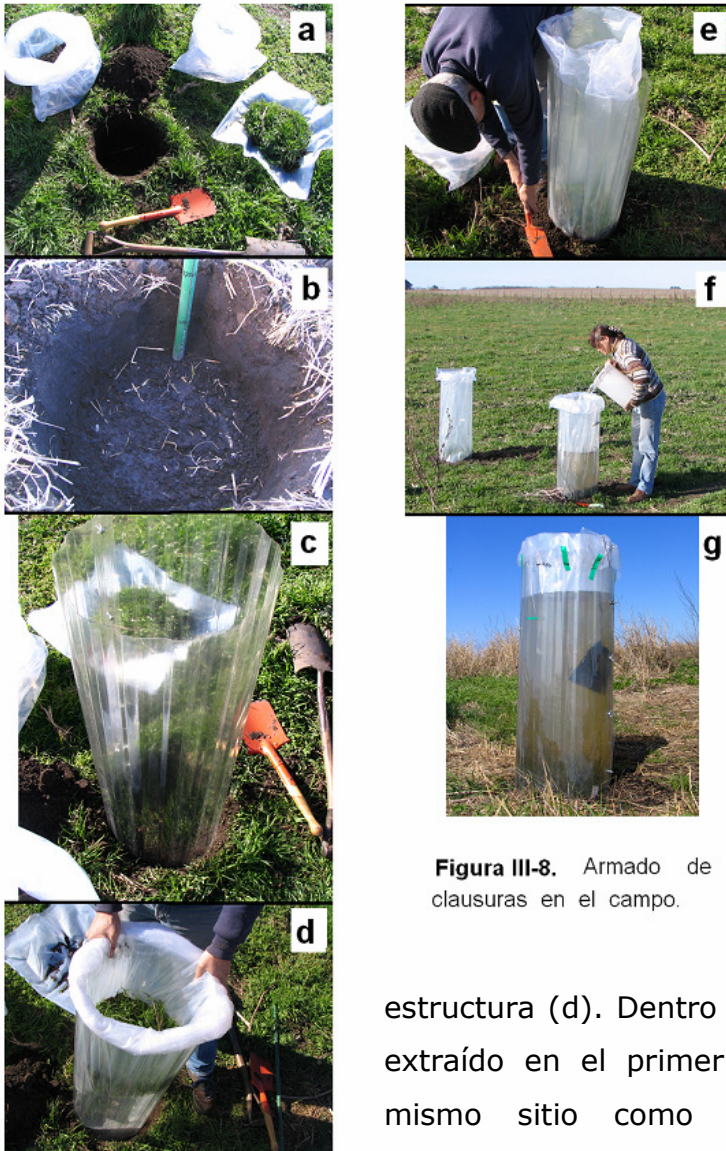 a
b
c
d
e
f
g
Figura III-8. Armado de
clausuras en el campo.
estructura (d). Dentro
extraído en el primer
mismo sitio como